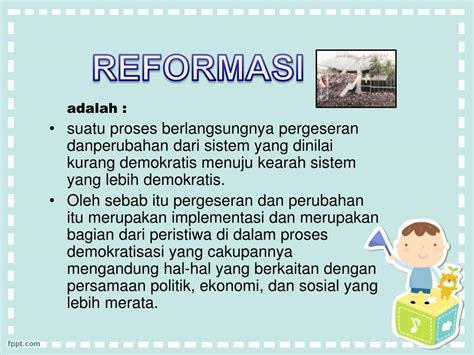 REFORMASI
adalah :
• suatu proses berlangsungnya pergeseran
danperubahan dari sistem yang dinilai
kurang demokratis menuju kearah sistem
yang lebih demokratis.
• Oleh sebab itu pergeseran dan perubahan
itu merupakan implementasi dan merupakan
bagian dari peristiwa di dalam proses
demokratisasi yang cakupannya
mengandung hal-hal yang berkaitan dengan
persamaan politik, ekonomi, dan sosial yang
lebih merata.
fppt.com